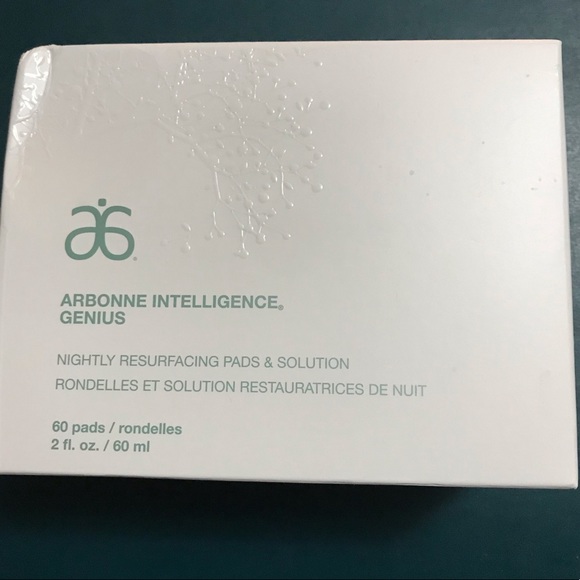 ARBONNE INTELLIGENCE®
GENIUS
NIGHTLY RESURFACING PADS & SOLUTION
RONDELLES ET SOLUTION RESTAURATRICES DE NUIT
60 pads / rondelles
2 fl. oz. / 60 ml